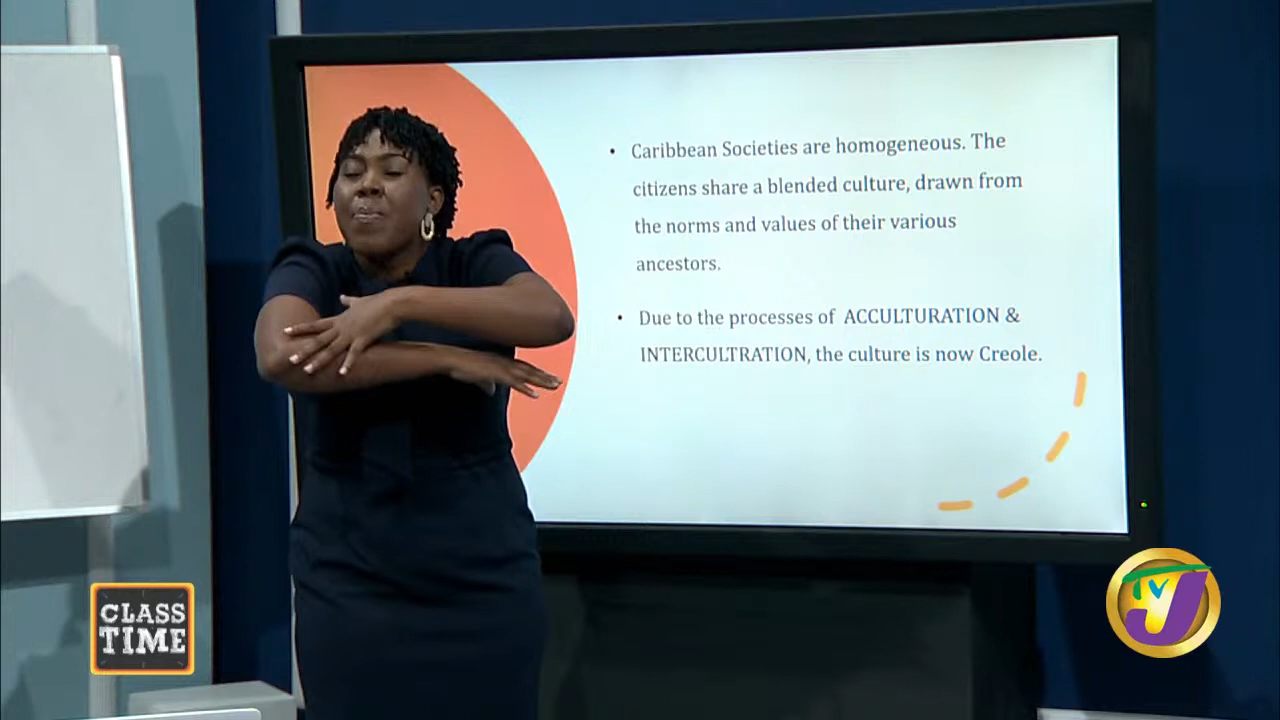 • Caribbean Societies are homogeneous. The
citizens share a blended culture, drawn from
the norms and values of their various
ancestors.
• Due to the processes of ACCULTURATION &
INTERCULTRATION, the culture is now Creole.
CLASS
TIME
TVJ